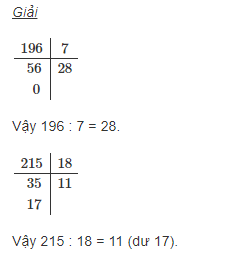 Giải
196 7
56 28
0
Vậy 196 : 7 = 28.
215 18
35 11
17
Vậy 215 : 18 = 11 (dư 17).